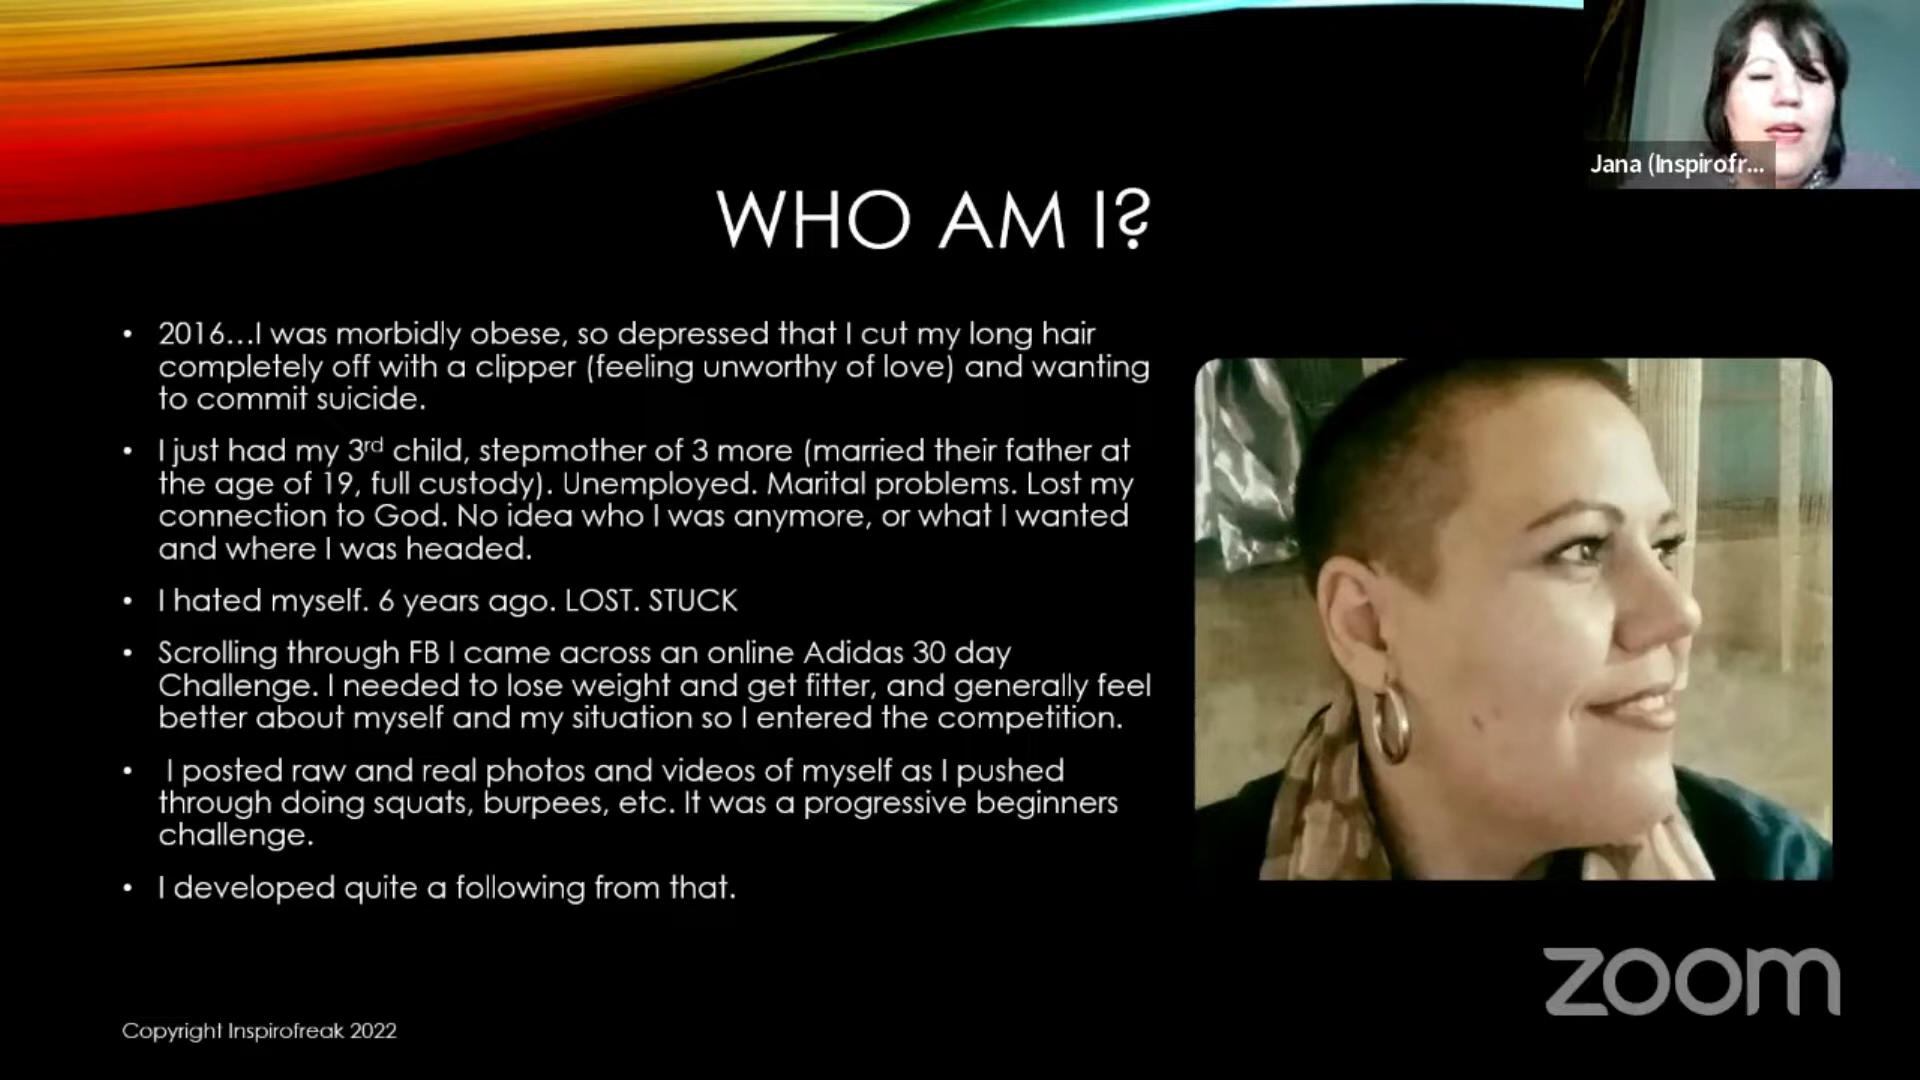 Jana (Inspirofr...
WHO AM I?
• 2016...I was morbidly obese, so depressed that I cut my long hair
completely off with a clipper (feeling unworthy of love) and wanting
to commit suicide.
• I just had my 3rd child, stepmother of 3 more (married their father at
the age of 19, full custody). Unemployed. Marital problems. Lost my
connection to God. No idea who I was anymore, or what I wanted
and where I was headed.
• I hated myself. 6 years ago. LOST. STUCK
• Scrolling through FB I came across an online Adidas 30 day
Challenge. I needed to lose weight and get fitter, and generally feel
better about myself and my situation so I entered the competition.
• I posted raw and real photos and videos of myself as I pushed
through doing squats, burpees, etc. It was a progressive beginners
challenge.
• I developed quite a following from that.
zoom
Copyright Inspirofreak 2022